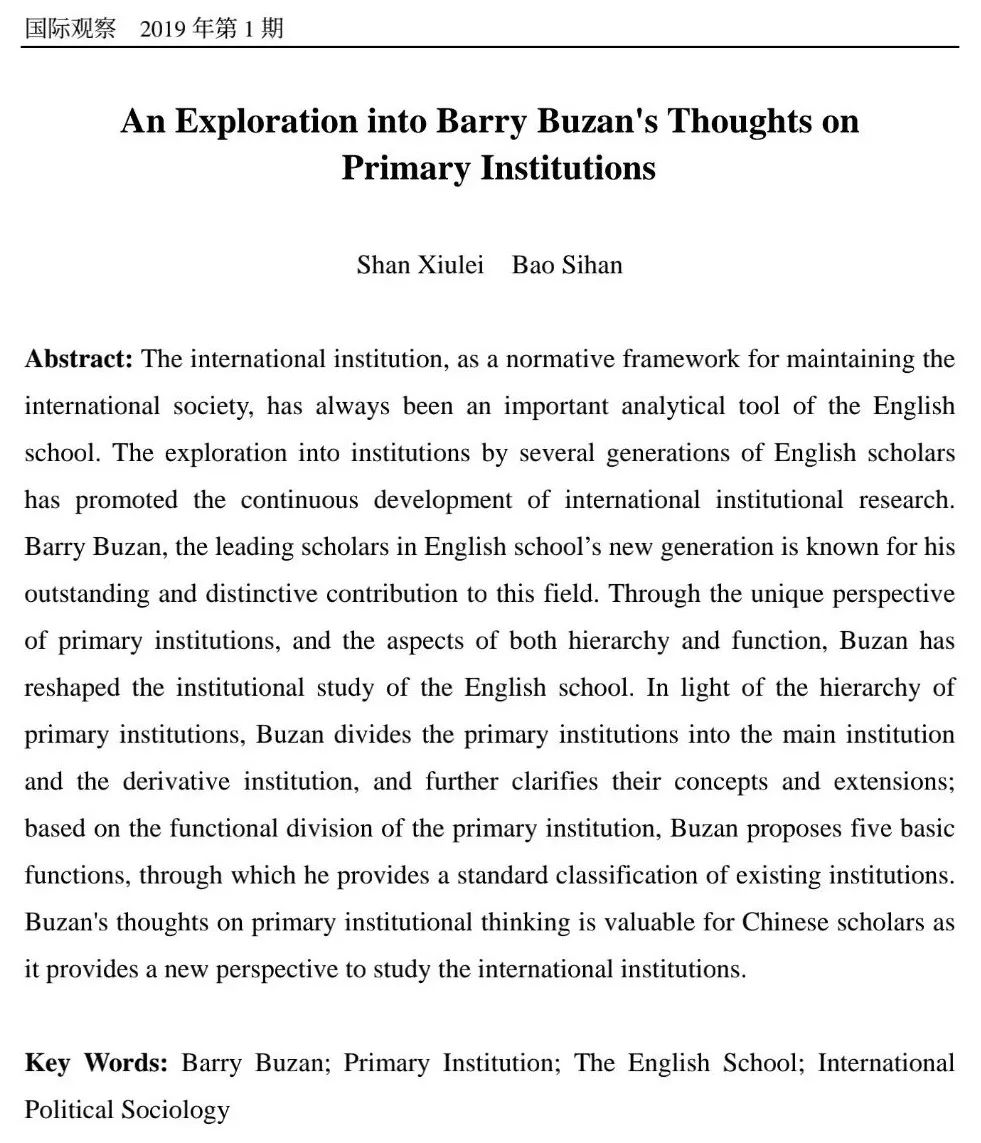 国际观察 2019 年第 1 期
An Exploration into Barry Buzan's Thoughts on
Primary Institutions
Shan Xiulei Bao Sihan
Abstract: The international institution, as a normative framework for maintaining the
international society, has always been an important analytical tool of the English
school. The exploration into institutions by several generations of English scholars
has promoted the continuous development of international institutional research.
Barry Buzan, the leading scholars in English school’s new generation is known for his
outstanding and distinctive contribution to this field. Through the unique perspective
of primary institutions, and the aspects of both hierarchy and function, Buzan has
reshaped the institutional study of the English school. In light of the hierarchy of
primary institutions, Buzan divides the primary institutions into the main institution
and the derivative institution, and further clarifies their concepts and extensions;
based on the functional division of the primary institution, Buzan proposes five basic
functions, through which he provides a standard classification of existing institutions.
Buzan's thoughts on primary institutional thinking is valuable for Chinese scholars as
it provides a new perspective to study the international institutions.
Key Words: Barry Buzan; Primary Institution; The English School; International
Political Sociology